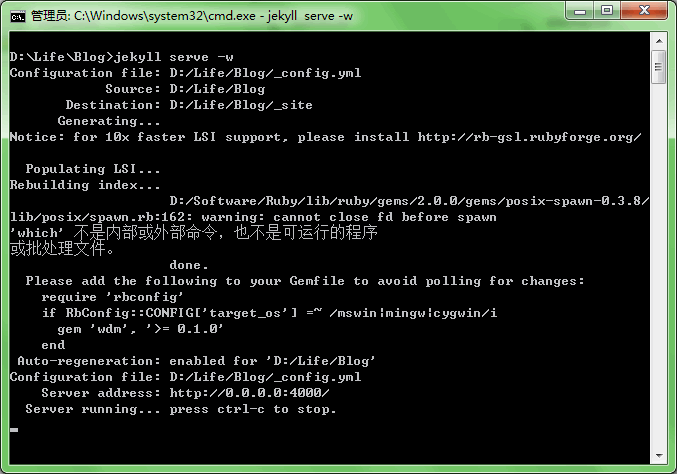 管理员: C:\Windows\system32\cmd.exe - jekyll  serve -w
D:\Life\Blog>jekyll serve -w
Configuration file: D:/Life/Blog/_config.yml
Source: D:/Life/Blog
Destination: D:/Life/Blog/_site
Generating...
Notice: for 10x faster LSI support, please install http://rb-gsl.rubyforge.org/
Populating LSI...
Rebuilding index...
D:/Software/Ruby/lib/ruby/gems/2.0.0/gems/posix-spawn-0.3.8/
lib/posix/spawn.rb:162: warning: cannot close fd before spawn
'which' 不是内部或外部命令，也不是可运行的程序
或批处理文件。
done.
Please add the following to your Gemfile to avoid polling for changes:
require 'rbconfig'
if RbConfig::CONFIG['target_os'] =~ /mswin|mingw|cygwin/i
gem 'wdm', '>= 0.1.0'
end
Auto-regeneration: enabled for 'D:/Life/Blog'
Configuration file: D:/Life/Blog/_config.yml
Server address: http://0.0.0.0:4000/
Server running... press ctrl-c to stop.